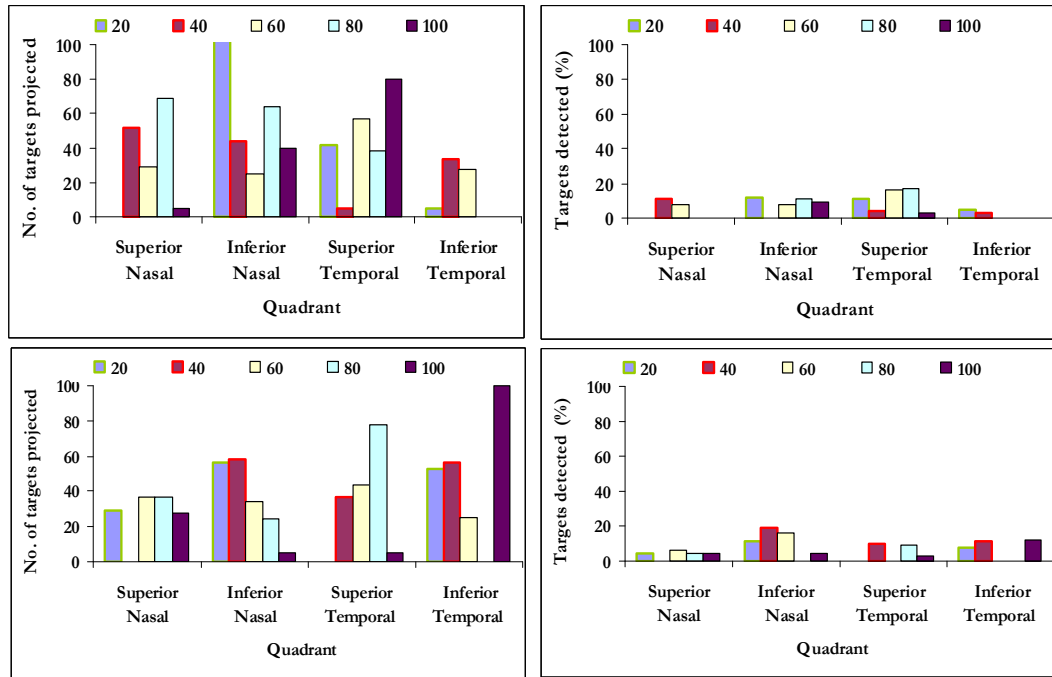 20 40 60 80 100
No. of targets projected
100
80
60
40
20
0
Superior Nasal
Inferior Nasal
Superior Temporal
Inferior Temporal
Quadrant
20 40 60 80 100
Targets detected (%)
100
80
60
40
20
0
Superior Nasal
Inferior Nasal
Superior Temporal
Inferior Temporal
Quadrant
20 40 60 80 100
No. of targets projected
100
80
60
40
20
0
Superior Nasal
Inferior Nasal
Superior Temporal
Inferior Temporal
Quadrant
20 40 60 80 100
Targets detected (%)
100
80
60
40
20
0
Superior Nasal
Inferior Nasal
Superior Temporal
Inferior Temporal
Quadrant